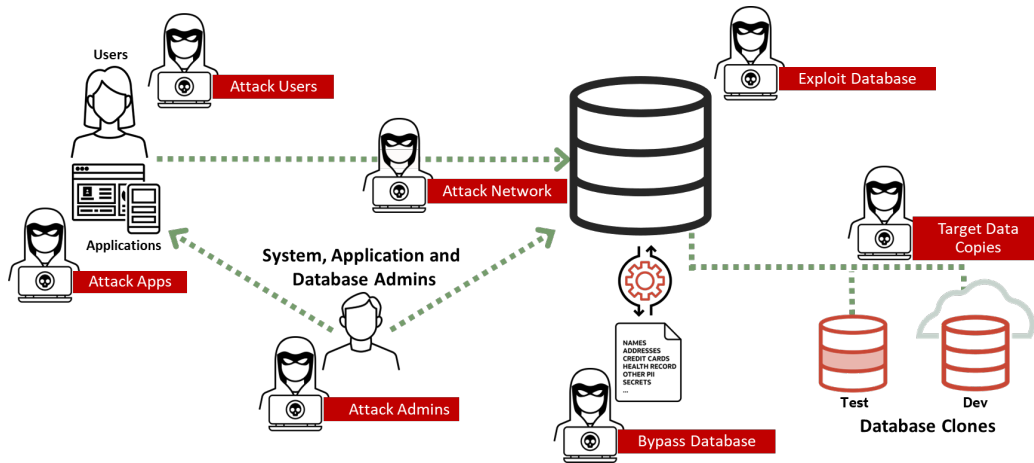 Users
Attack Users
Exploit Database
Attack Network
Applications
Attack Apps
System, Application and
Database Admins
Attack Admins
NAMES
ADDRESSES
CREDIT CARDS
HEALTH RECORD
OTHER PII
SECRETS
...
Bypass Database
Target Data
Copies
Test
Dev
Database Clones